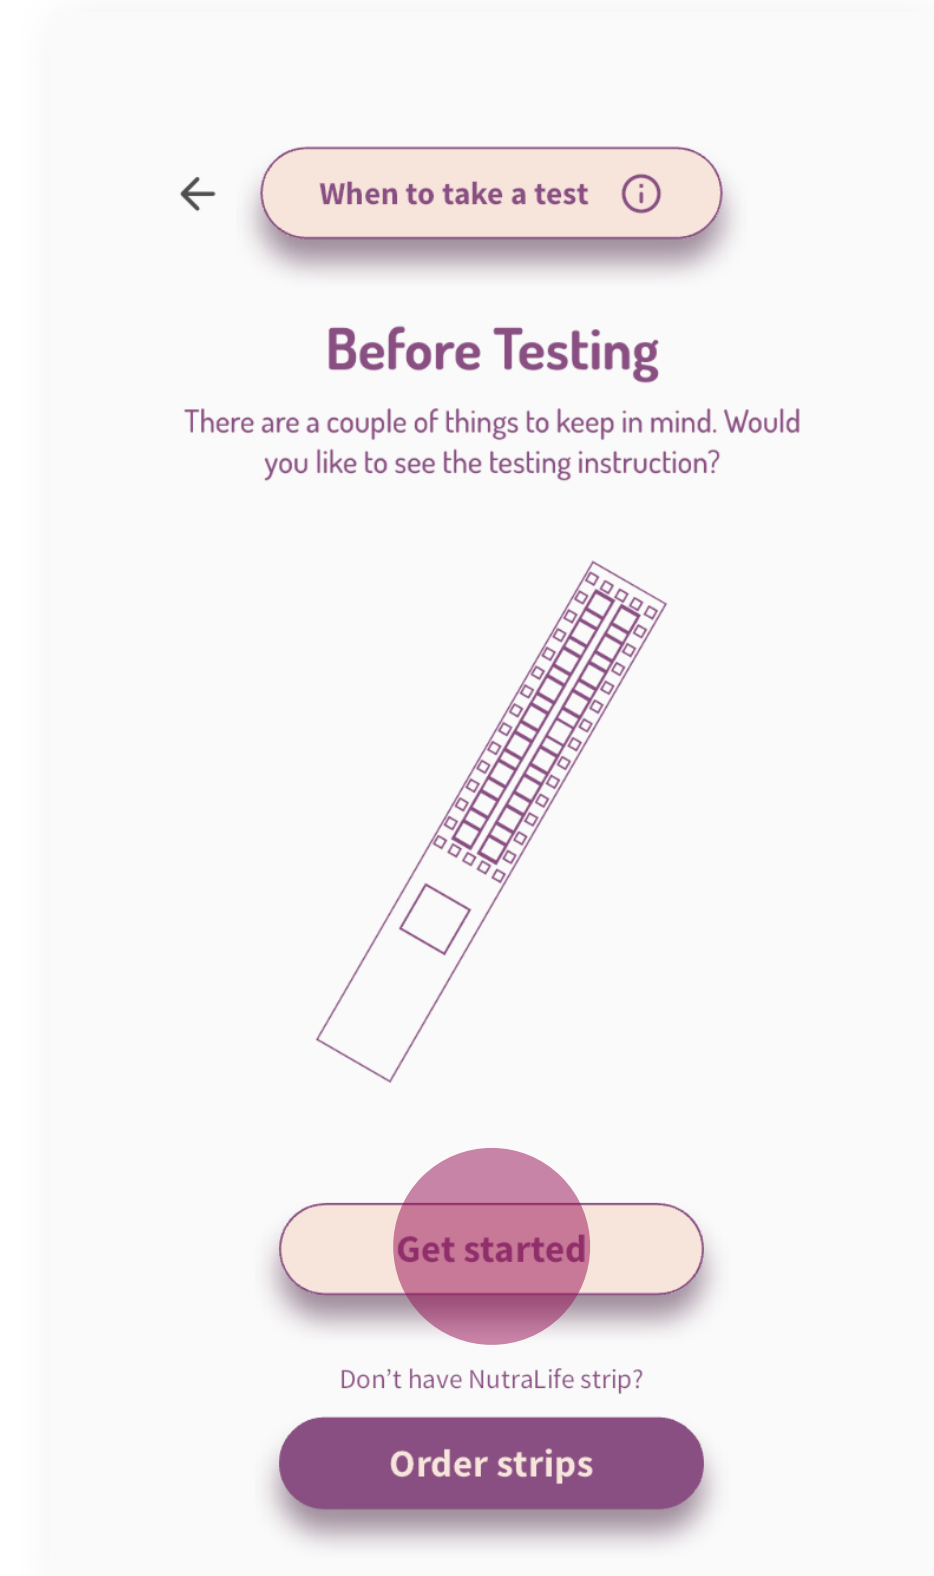 When to take a test
Before Testing
There are a couple of things to keep in mind. Would
you like to see the testing instruction?
Get started
Don’t have NutraLife strip?
Order strips